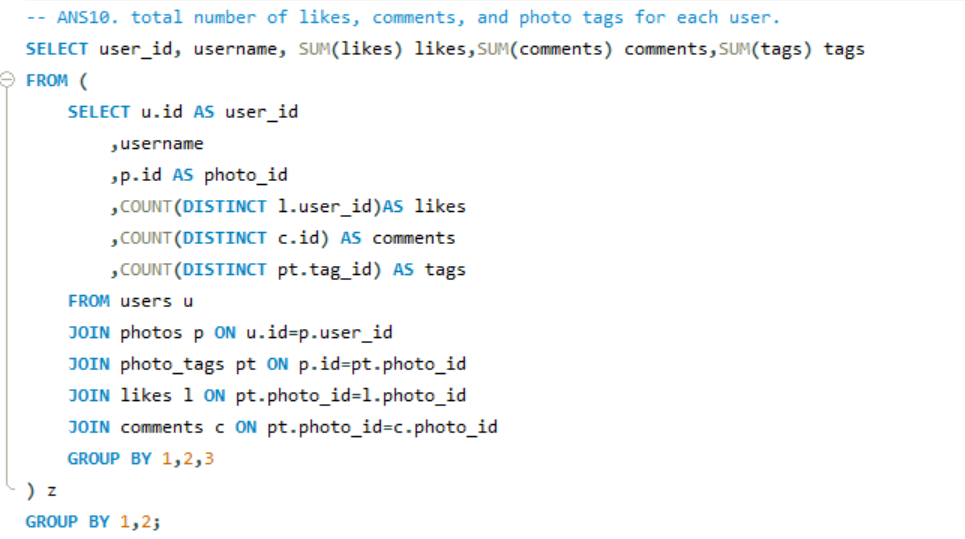 -- ANS10. total number of likes, comments, and photo tags for each user.
SELECT user_id, username, SUM(likes) likes,SUM(comments) comments,SUM(tags) tags
FROM (
    SELECT u.id AS user_id
        ,username
        ,p.id AS photo_id
        ,COUNT(DISTINCT l.user_id)AS likes
        ,COUNT(DISTINCT c.id) AS comments
        ,COUNT(DISTINCT pt.tag_id) AS tags
    FROM users u
    JOIN photos p ON u.id=p.user_id
    JOIN photo_tags pt ON p.id=pt.photo_id
    JOIN likes l ON pt.photo_id=l.photo_id
    JOIN comments c ON pt.photo_id=c.photo_id
    GROUP BY 1,2,3
) z
GROUP BY 1,2;